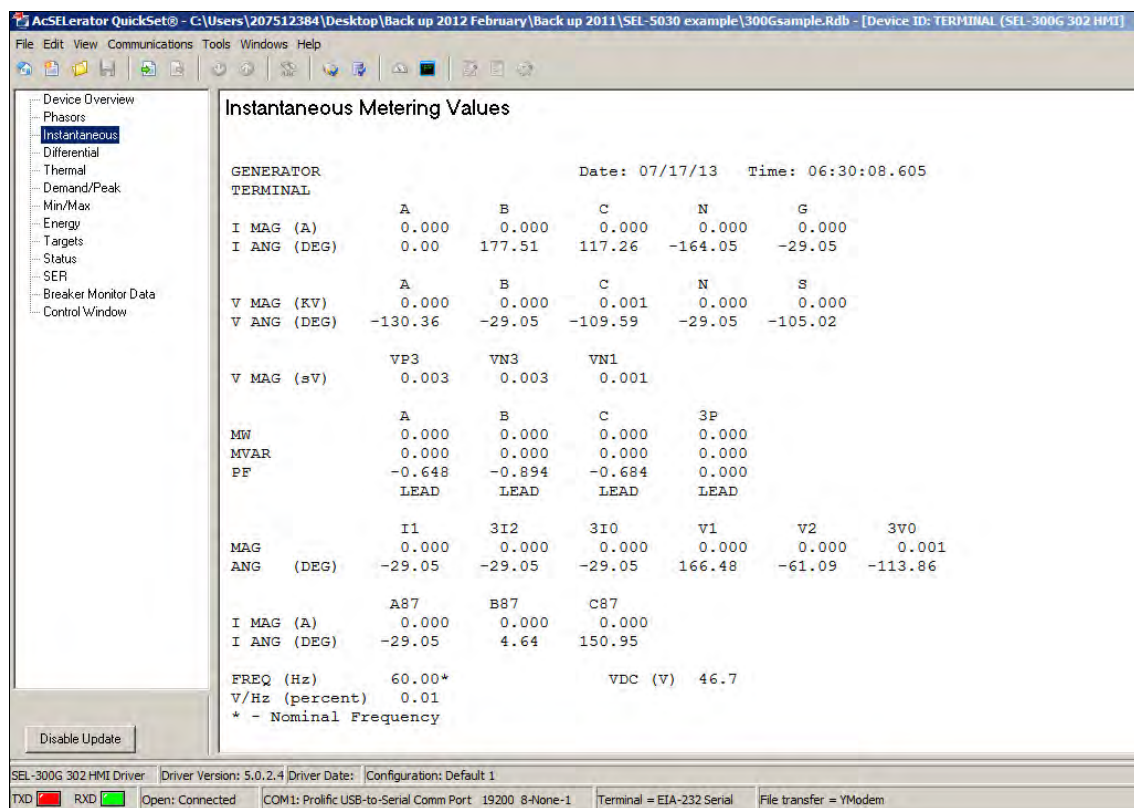 AcSELerator QuickSet® - C:\Users\207512384\Desktop\Back up 2012 February\Back up 2011\SEL-5030 example\300Gsample.Rdb - [Device ID: TERMINAL (SEL-300G 302 HMI]
File Edit View Communications Tools Windows Help
Device Overview
Phasors
Instantaneous
Differential
Thermal
Demand/Peak
Min/Max
Energy
Targets
Status
SER
Breaker Monitor Data
Control Window
Disable Update
Instantaneous Metering Values
GENERATOR Date: 07/17/13 Time: 06:30:08.605
TERMINAL
A B C N G
I MAG (A) 0.000 0.000 0.000 0.000 0.000
I ANG (DEG) 0.00 177.51 117.26 -164.05 -29.05
A B C N S
V MAG (KV) 0.000 0.000 0.001 0.000 0.000
V ANG (DEG) -130.36 -29.05 -109.59 -29.05 -105.02
VP3 VN3 VN1
V MAG (sV) 0.003 0.003 0.001
A B C 3P
MW 0.000 0.000 0.000 0.000
MVAR 0.000 0.000 0.000 0.000
PF -0.648 -0.894 -0.684 0.000
LEAD LEAD LEAD LEAD
I1 3I2 3I0 V1 V2 3V0
MAG 0.000 0.000 0.000 0.000 0.000 0.001
ANG (DEG) -29.05 -29.05 -29.05 166.48 -61.09 -113.86
A87 B87 C87
I MAG (A) 0.000 0.000 0.000
I ANG (DEG) -29.05 4.64 150.95
FREQ (Hz) 60.00* VDC (V) 46.7
V/Hz (percent) 0.01
* - Nominal Frequency
SEL-300G 302 HMI Driver Driver Version: 5.0.2.4 Driver Date: Configuration: Default 1
TXD RXD Open: Connected COM1: Prolific USB-to-Serial Comm Port 19200 8-None-1 Terminal = EIA-232 Serial File transfer = YModem